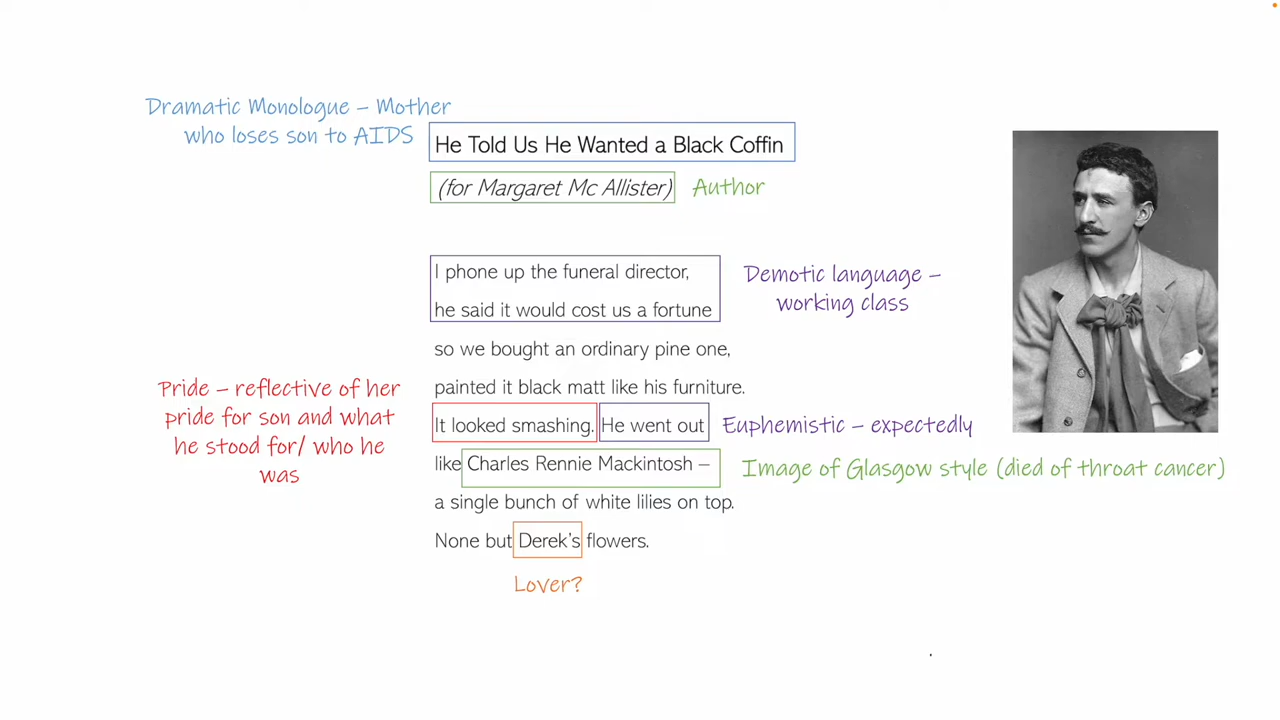 Dramatic Monologue – Mother
who loses son to AIDS
He Told Us He Wanted a Black Coffin
(for Margaret Mc Allister)
Author
I phone up the funeral director,
he said it would cost us a fortune
Demotic language –
working class
so we bought an ordinary pine one,
painted it black matt like his furniture.
Pride – reflective of her
pride for son and what
he stood for/ who he
was
It looked smashing. He went out
Euphemistic – expectedly
like Charles Rennie Mackintosh –
Image of Glasgow style (died of throat cancer)
a single bunch of white lilies on top.
None but Derek's flowers.
Lover?